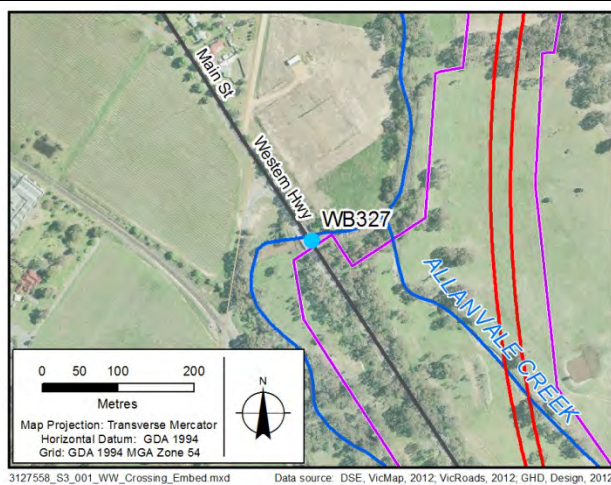 Main St
Western Hwy
WB327
ALLANVALE CREEK
0 50 100 200
Metres
N
Map Projection: Transverse Mercator
Horizontal Datum: GDA 1994
Grid: GDA 1994 MGA Zone 54
3127558_S3_001_WW_Crossing_Embed.mxd Data source: DSE, VicMap, 2012; VicRoads, 2012; GHD, Design, 2012